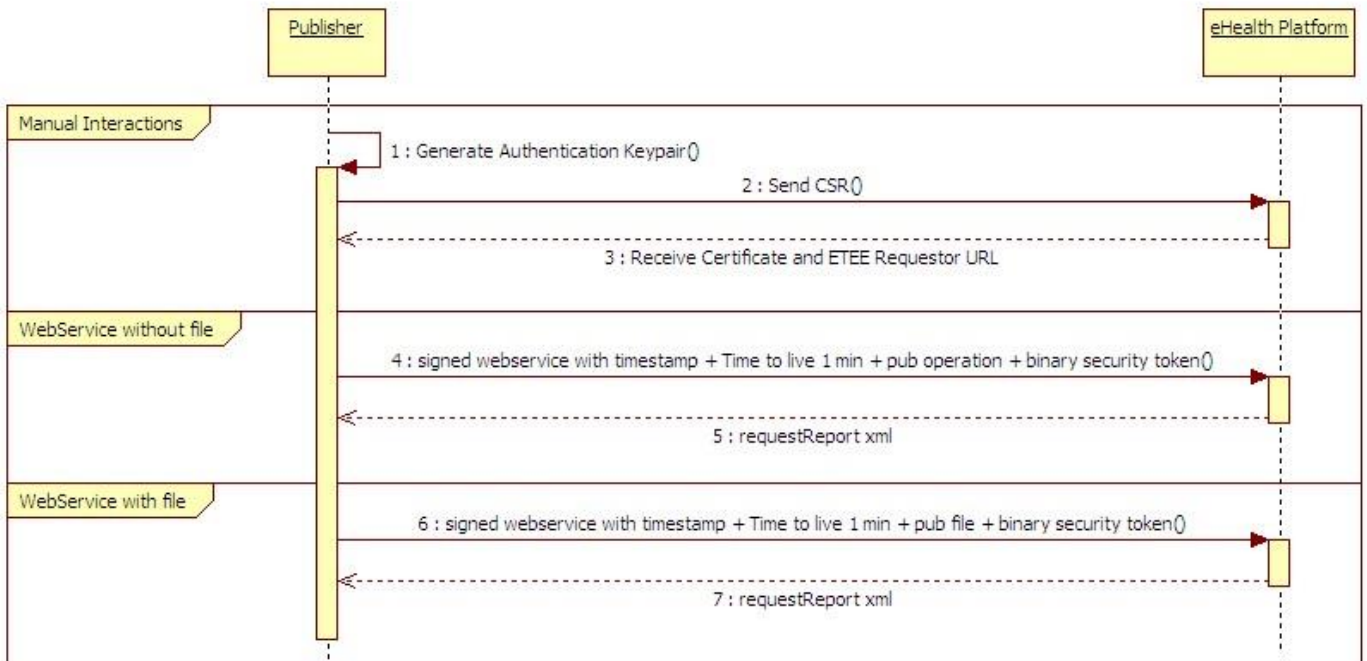 Publisher
eHealth Platform
Manual Interactions
1 : Generate Authentication Keypair()
2 : Send CSR()
3 : Receive Certificate and ETEE Requestor URL
WebService without file
4 : signed webservice with timestamp + Time to live 1 min + pub operation + binary security token()
5 : requestReport xml
WebService with file
6 : signed webservice with timestamp + Time to live 1 min + pub file + binary security token()
7 : requestReport xml